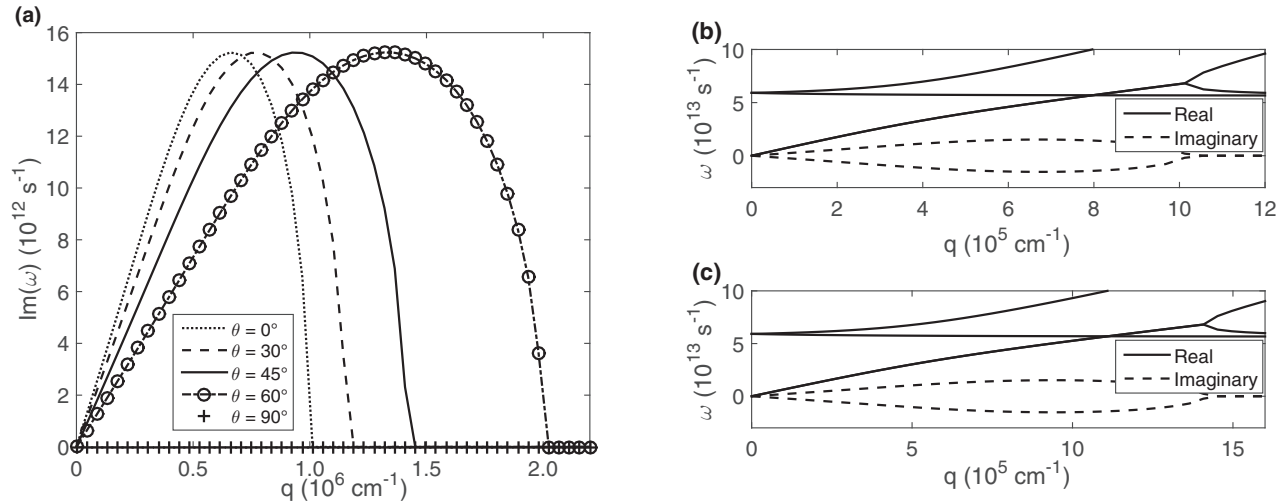 (a)
16
14
12
10
8
6
4
2
0
Im(ω) (10¹² s⁻¹)
θ = 0°
θ = 30°
θ = 45°
θ = 60°
θ = 90°
0 0.5 1.0 1.5 2.0
q (10⁶ cm⁻¹)
(b)
10
5
0
ω (10¹³ s⁻¹)
Real
Imaginary
0 2 4 6 8 10 12
q (10⁵ cm⁻¹)
(c)
10
5
0
ω (10¹³ s⁻¹)
Real
Imaginary
5 10 15
q (10⁵ cm⁻¹)